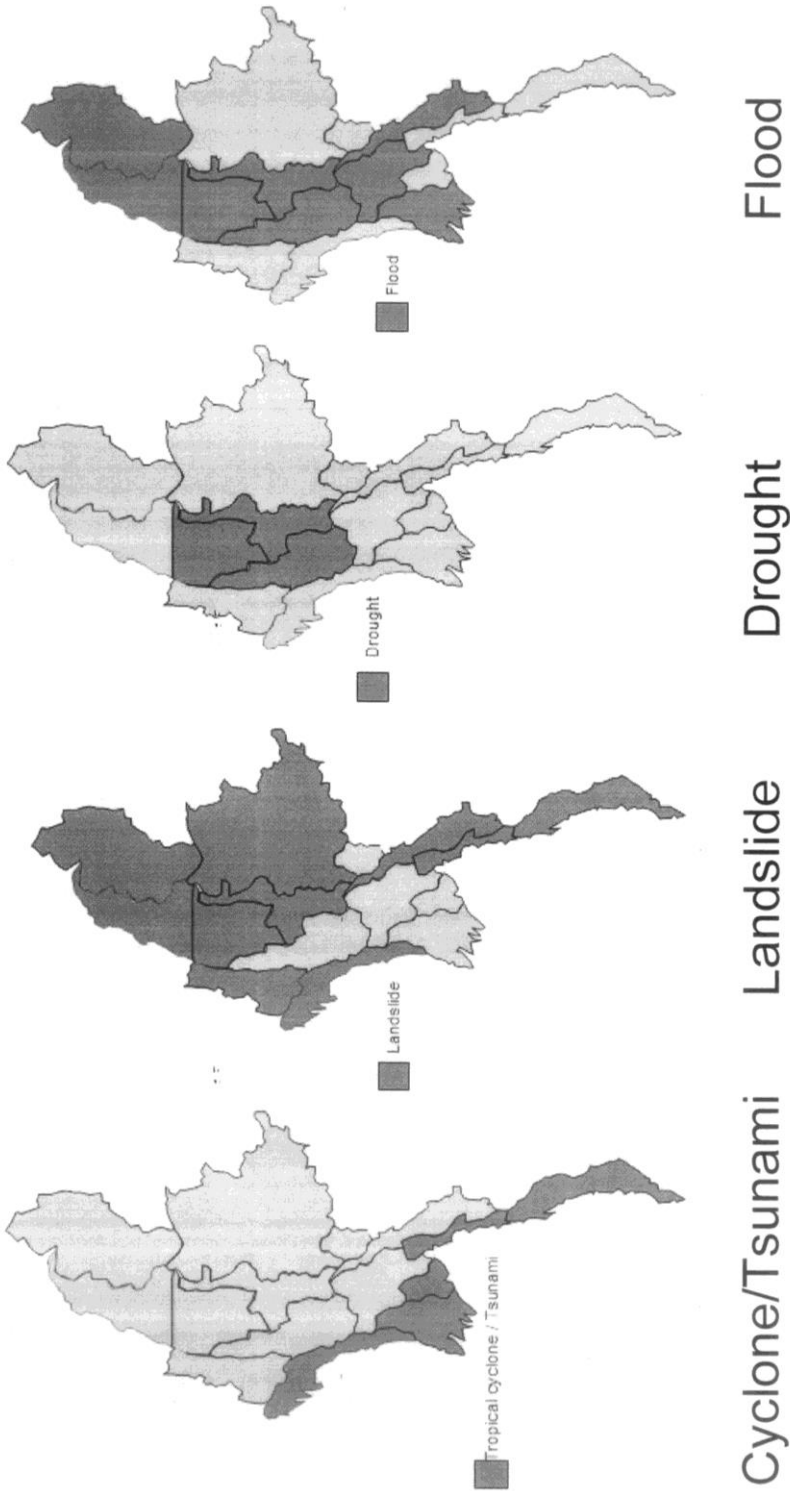 Cyclone/Tsunami
Tropical cyclone / Tsunami
Landslide
Landslide
Drought
Drought
Flood
Flood